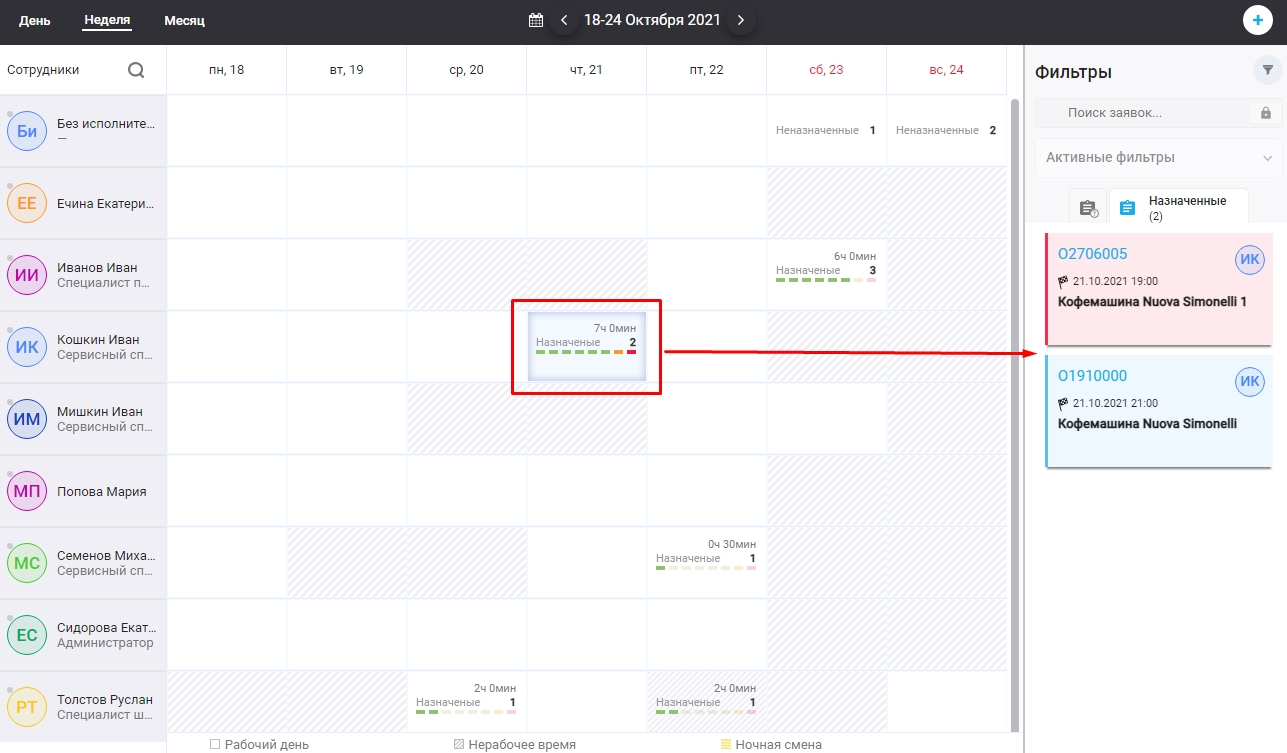 День Неделя Месяц 18-24 Октября 2021
Сотрудники пн, 18 вт, 19 ср, 20 чт, 21 пт, 22 сб, 23 вс, 24
Би Без исполните...
—
Неназначенные 1 Неназначенные 2
ЕЕ Ечина Екатери...
ИИ Иванов Иван
Специалист п...
6ч 0мин
Назначеные 3
ИК Кошкин Иван
Сервисный сп...
7ч 0мин
Назначеные 2
ИМ Мишкин Иван
Сервисный сп...
МП Попова Мария
МС Семенов Миха...
Сервисный сп...
0ч 30мин
Назначеные 1
ЕС Сидорова Екат...
Администратор
РТ Толстов Руслан
Специалист ш...
2ч 0мин
Назначеные 1
2ч 0мин
Назначеные 1
Рабочий день Нерабочее время Ночная смена
Фильтры
Поиск заявок...
Активные фильтры
Назначенные
(2)
O2706005 ИК
21.10.2021 19:00
Кофемашина Nuova Simonelli 1
O1910000 ИК
21.10.2021 21:00
Кофемашина Nuova Simonelli